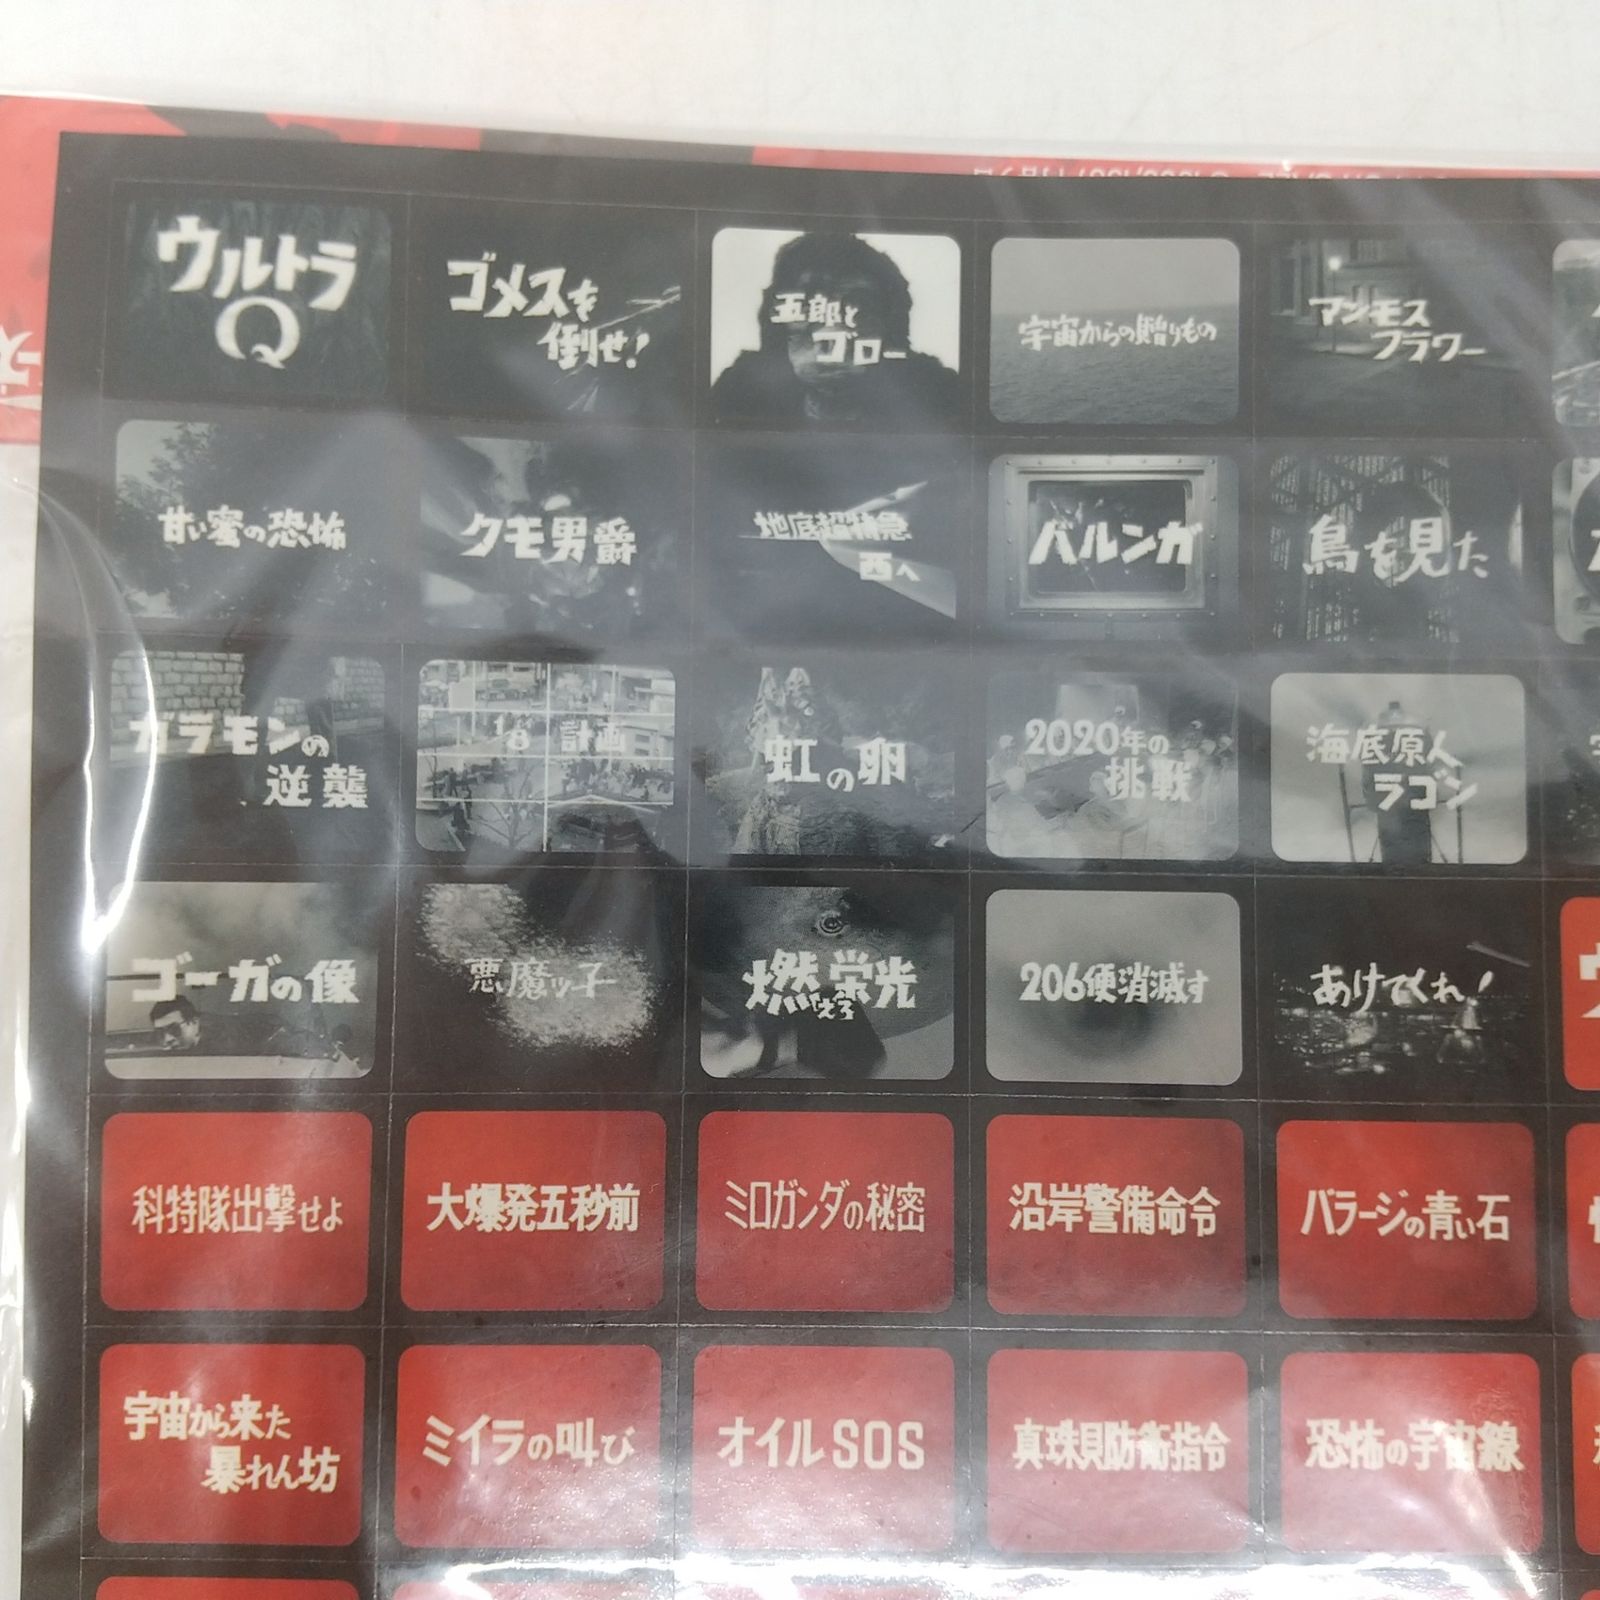 ウルトラ
Q
ゴメスを
倒せ!
五郎と
ゴロー
宇宙からの贈りもの
マンモス
フラワー
甘い蜜の恐怖
クモ男爵
地底超特急
西へ
バルンガ
鳥を見た
ガラモンの
逆襲
1/8計画
虹の卵
2020年の
挑戦
海底原人
ラゴン
ゴーガの像
悪魔ッ子
燃えろ栄光
206便消滅す
あけてくれ!
科特隊出撃せよ
大爆発五秒前
ミロガンダの秘密
沿岸警備命令
バラージの青い石
宇宙から来た
暴れん坊
ミイラの叫び
オイルSOS
真珠貝防衛指令
恐怖の宇宙線